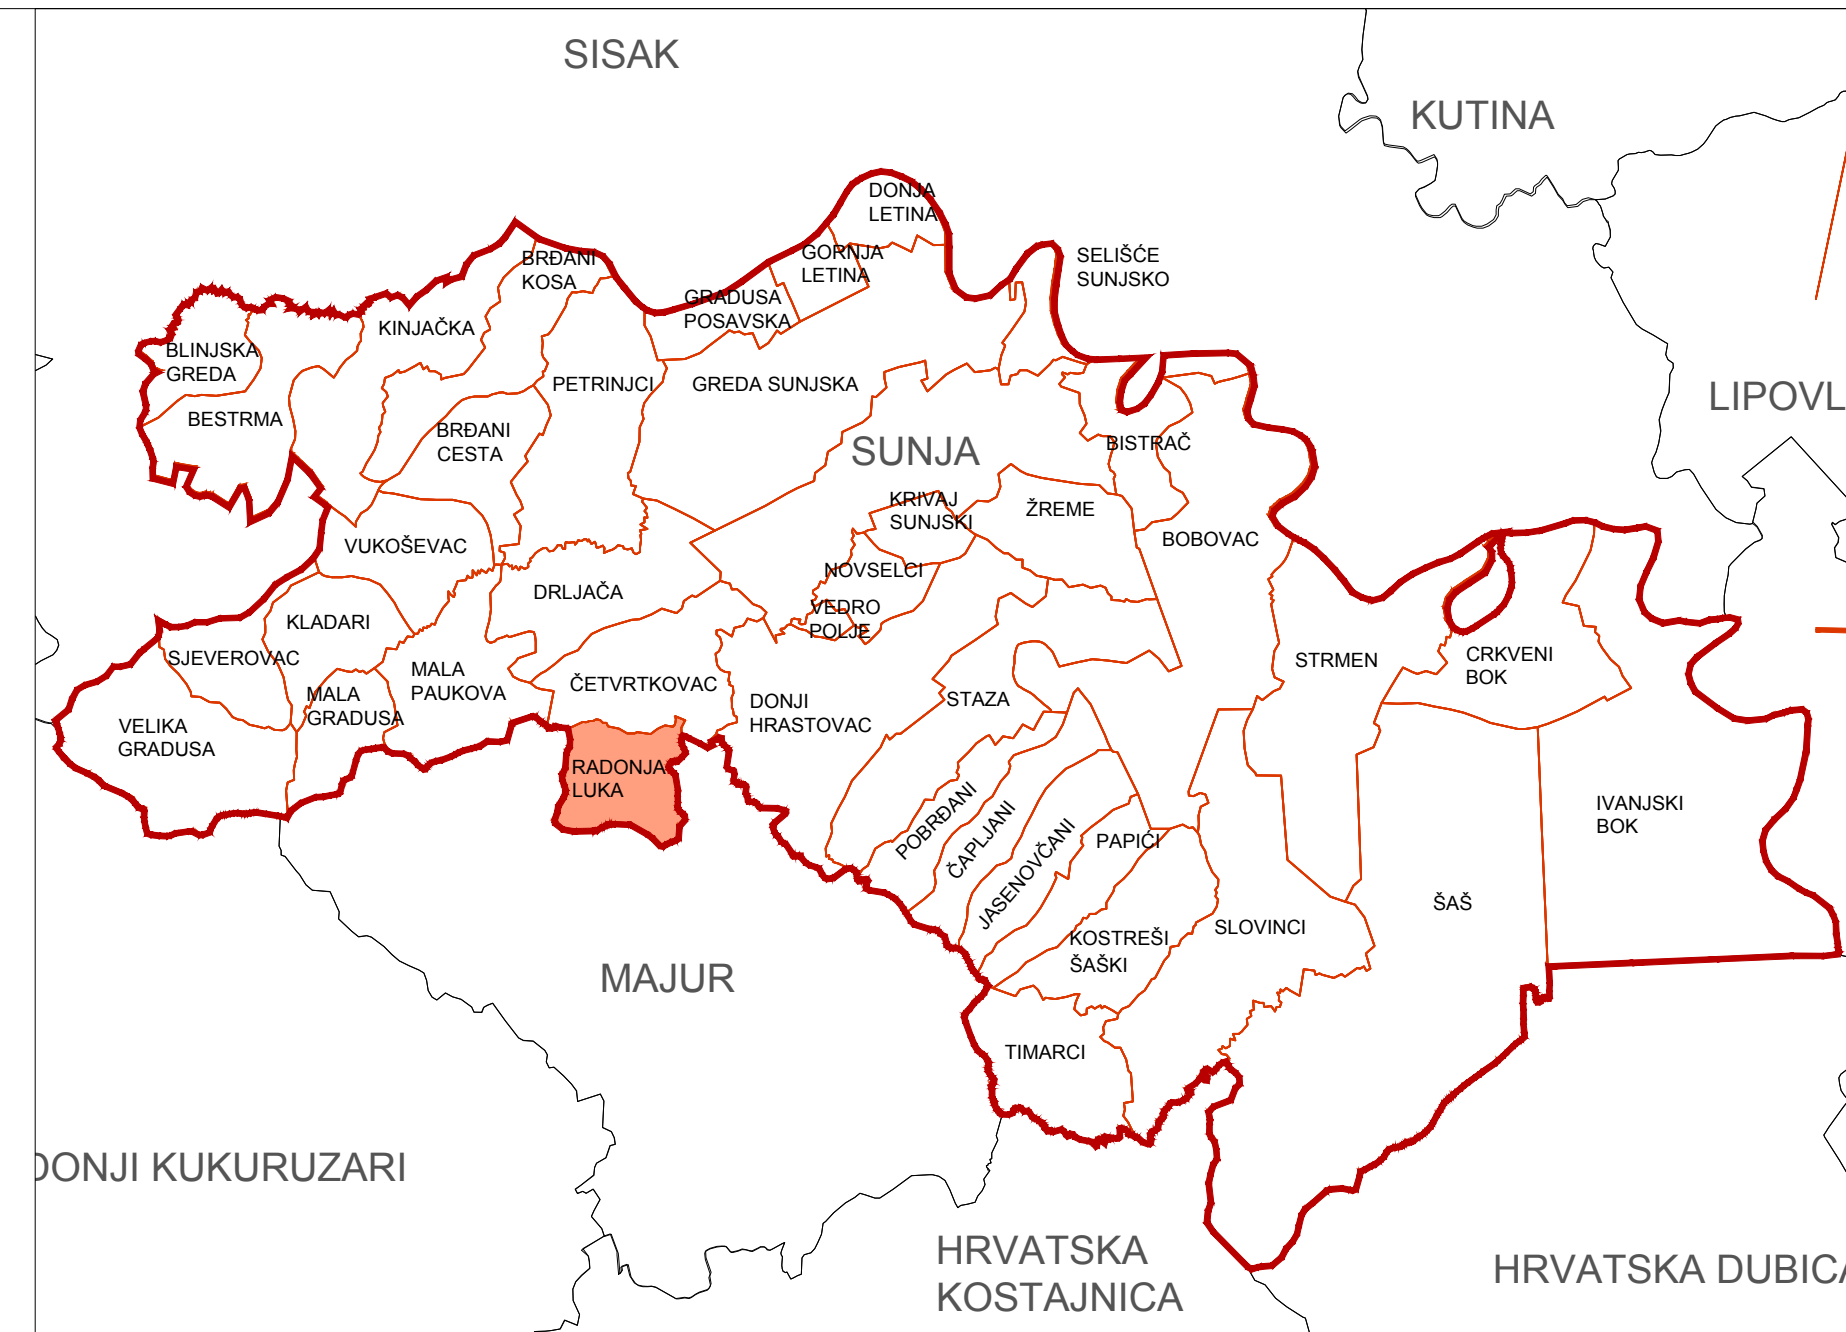 SISAK
KUTINA
DONJA
LETINA
SELIŠĆE
SUNJSKO
BRĐANI
KOSA
GORNJA
LETINA
GRADUSA
POSAVSKA
KINJAČKA
BLINJSKA
GREDA
PETRINJCI
GREDA SUNJSKA
LIPOVL
BESTRMA
BRĐANI
CESTA
SUNJA
BISTRAČ
KRIVAJ
SUNJSKI
ŽREME
VUKOŠEVAC
BOBOVAC
NOVSELCI
DRLJAČA
VEDRO
POLJE
KLADARI
SJEVEROVAC
STRMEN
CRKVENI
BOK
MALA
PAUKOVA
ČETVRTKOVAC
MALA
GRADUSA
DONJI
HRASTOVAC
STAZA
VELIKA
GRADUSA
RADONJA
LUKA
IVANJSKI
BOK
POBRĐANI
ČAPLJANI
JASENOVČANI
PAPIĆI
ŠAŠ
SLOVINCI
KOSTREŠI
ŠAŠKI
MAJUR
TIMARCI
DONJI KUKURUZARI
HRVATSKA
KOSTAJNICA
HRVATSKA DUBICA